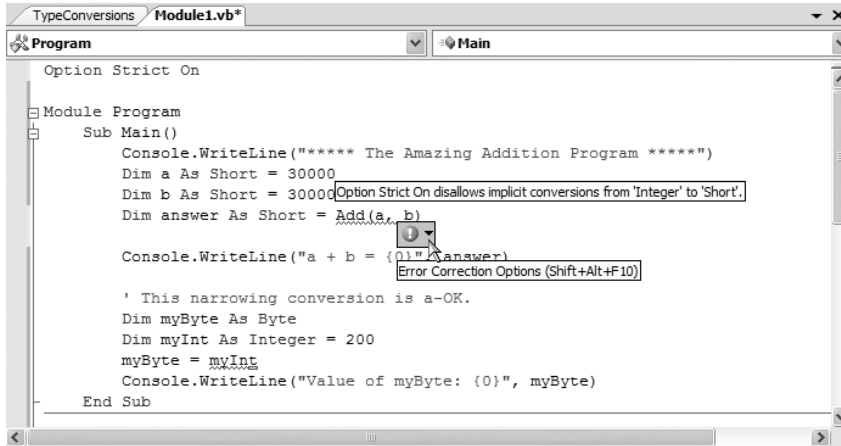 TypeConversions Module1.vb*
Program Main
Option Strict On
Module Program
Sub Main()
Console.WriteLine("***** The Amazing Addition Program *****")
Dim a As Short = 30000
Dim b As Short = 30000
Option Strict On disallows implicit conversions from 'Integer' to 'Short'.
Dim answer As Short = Add(a, b)
Console.WriteLine("a + b = {0}", answer)
Error Correction Options (Shift+Alt+F10)
' This narrowing conversion is a-OK.
Dim myByte As Byte
Dim myInt As Integer = 200
myByte = myInt
Console.WriteLine("Value of myByte: {0}", myByte)
End Sub